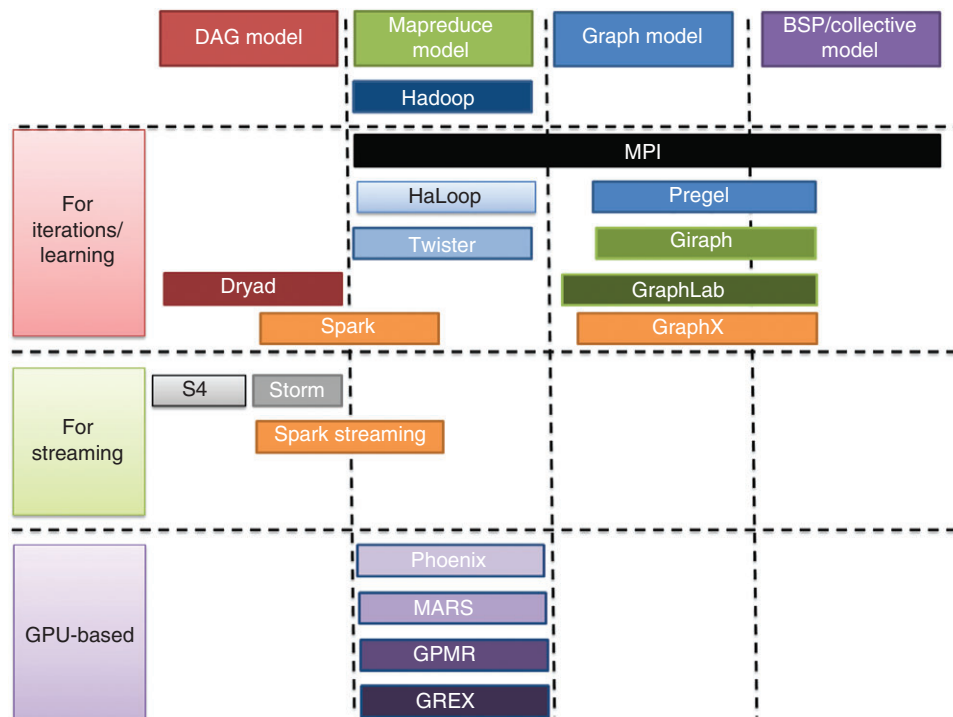 DAG model
Mapreduce
model
Graph model
BSP/collective
model
Hadoop
For
iterations/
learning
MPI
HaLoop
Pregel
Twister
Giraph
Dryad
GraphLab
Spark
GraphX
For
streaming
S4
Storm
Spark streaming
GPU-based
Phoenix
MARS
GPMR
GREX